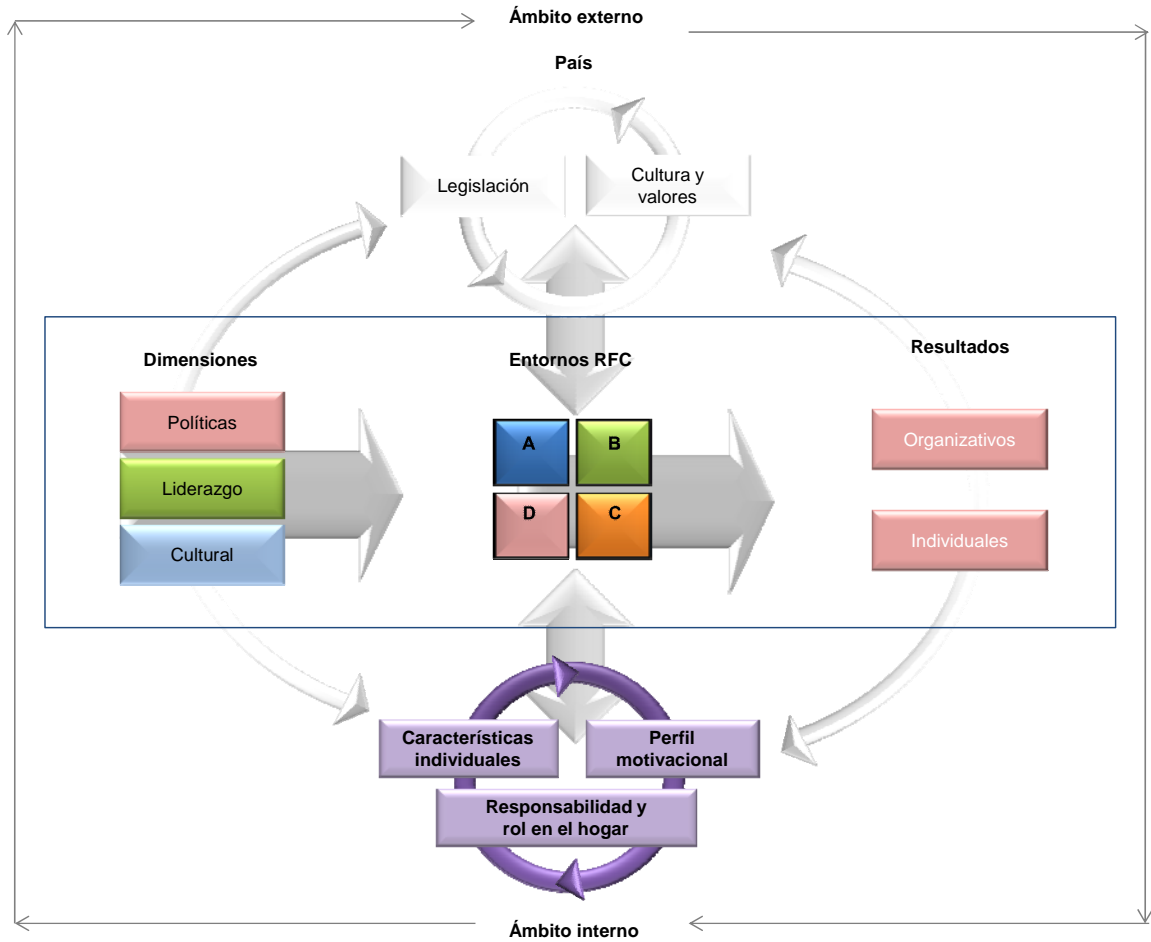 Ámbito externo
País
Legislación
Cultura y
valores
Dimensiones
Entornos RFC
Resultados
Políticas
Liderazgo
Cultural
A
B
D
C
Organizativos
Individuales
Características
individuales
Perfil
motivacional
Responsabilidad y
rol en el hogar
Ámbito interno